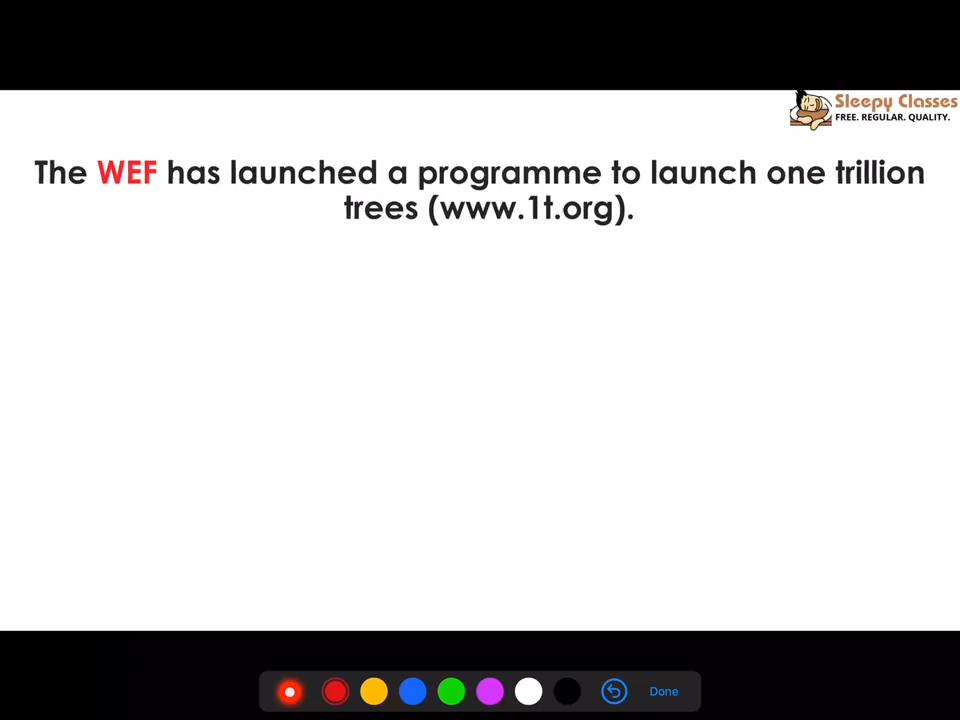 Sleepy Classes
FREE. REGULAR. QUALITY.
The WEF has launched a programme to launch one trillion
trees (www.1t.org).
Done